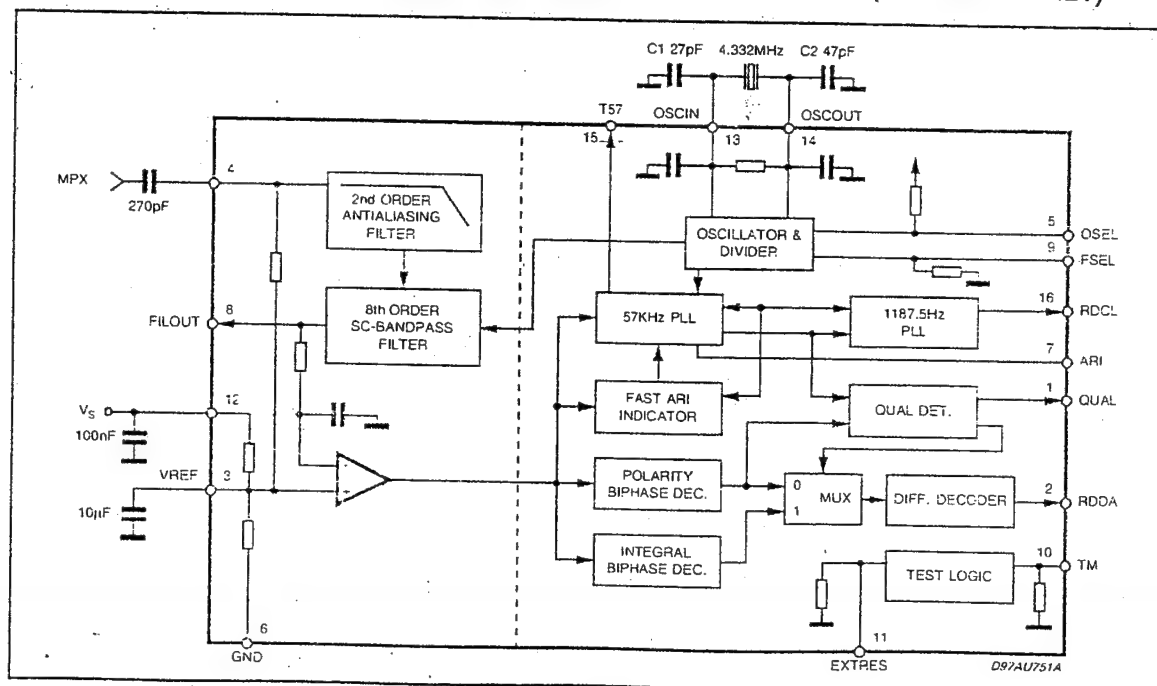 C1 27pF 4.332MHz C2 47pF
T57
OSCIN
OSCOUT
15
13
14
4
MPX
270pF
2nd ORDER
ANTIALIASING
FILTER
OSCILLATOR &
DIVIDER
5
OSEL
9
FSEL
8
FILOUT
8th ORDER
SC-BANDPASS
FILTER
57KHz PLL
1187.5Hz
PLL
16
RDCL
7
ARI
12
VS
100nF
FAST ARI
INDICATOR
QUAL DET.
1
QUAL
VREF
3
10µF
-
+
POLARITY
BIPHASE DEC.
0
MUX
1
DIFF. DECODER
2
RDDA
INTEGRAL
BIPHASE DEC.
TEST LOGIC
10
TM
6
GND
11
EXTRES
D97AU751A